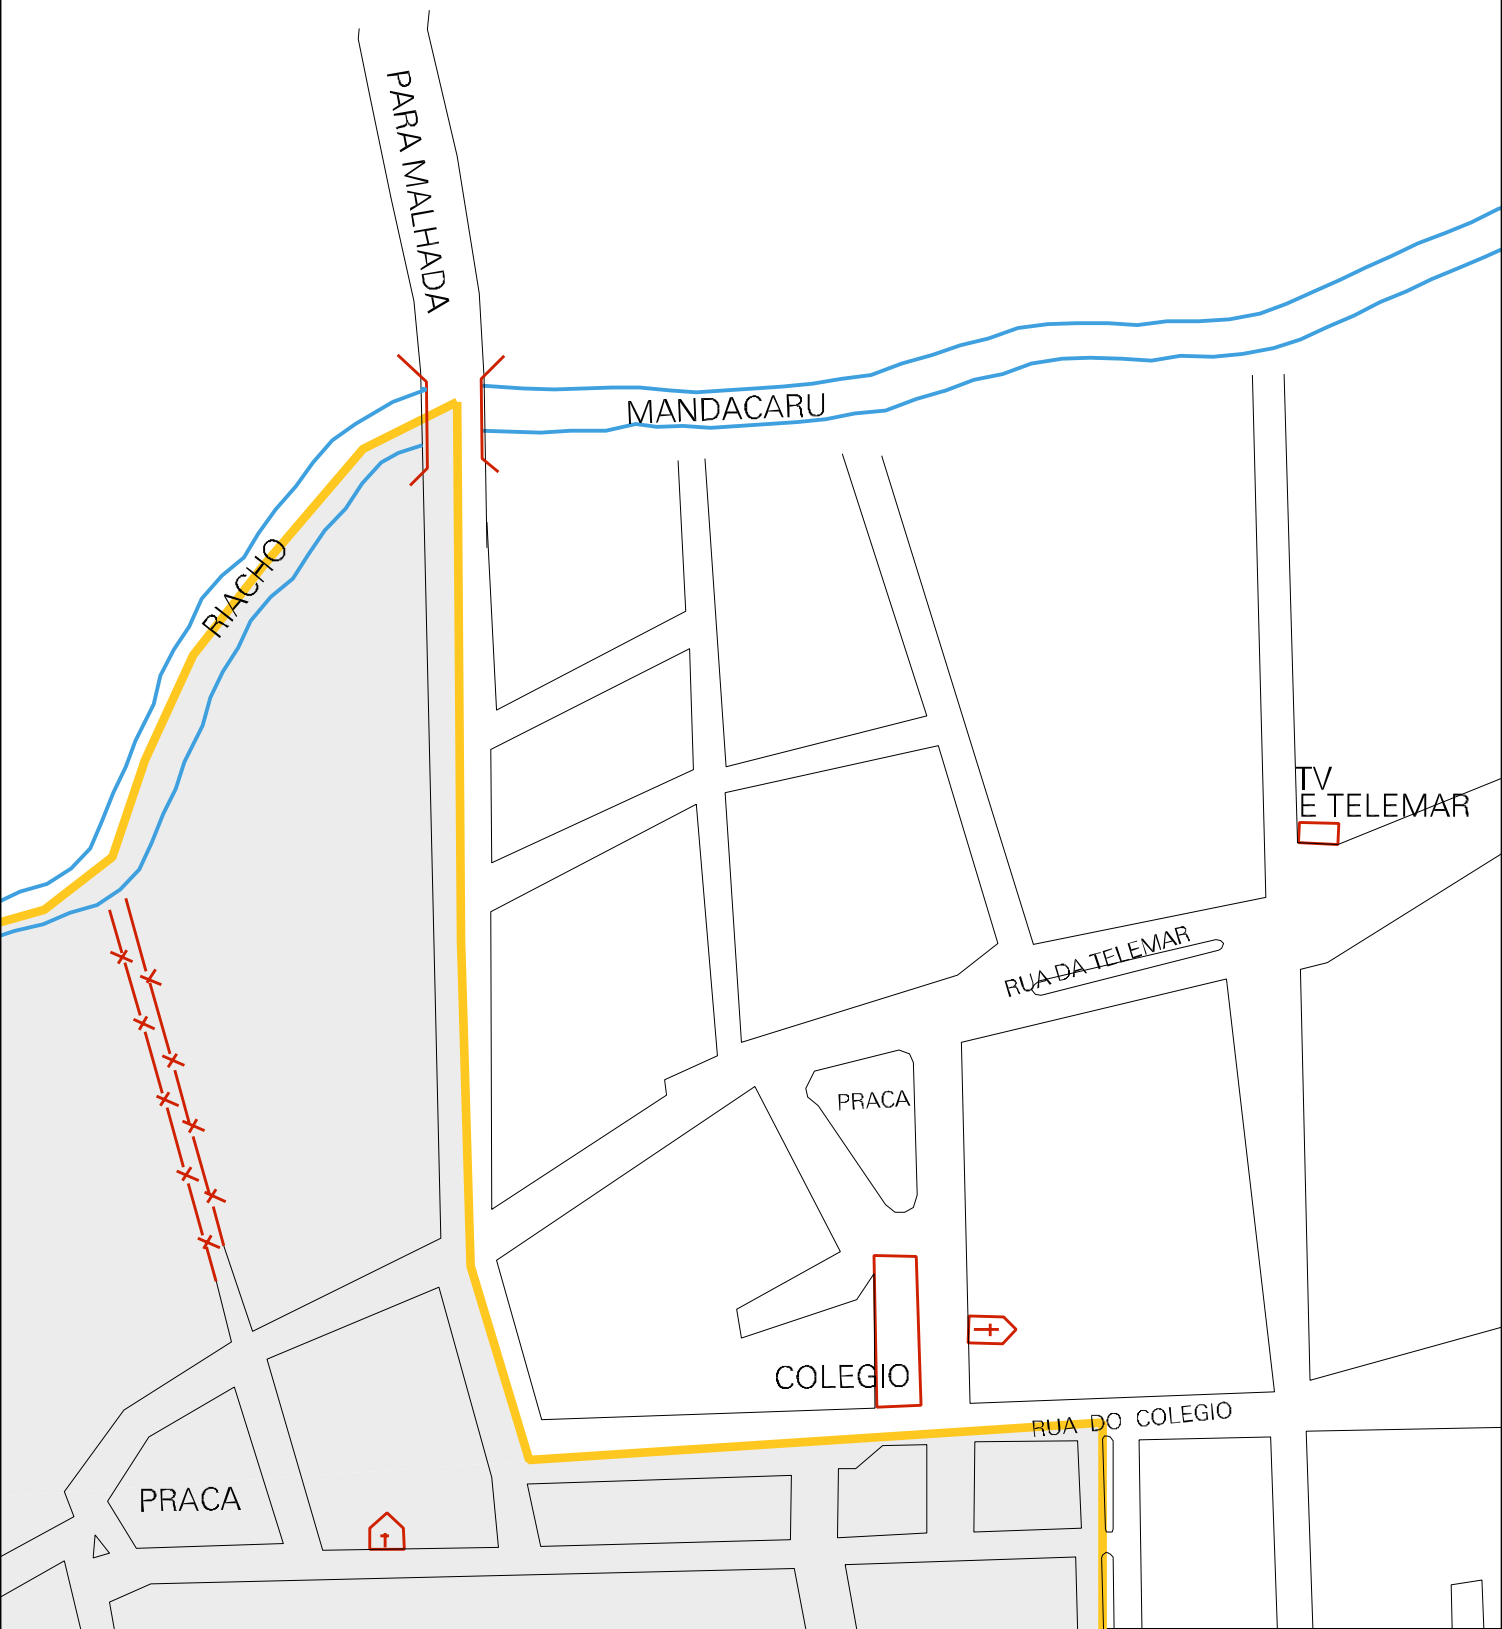 PARA MALHADA
MANDACARU
RIACHO
TV
E TELEMAR
RUA DA TELEMAR
PRACA
COLEGIO
RUA DO COLEGIO
PRACA